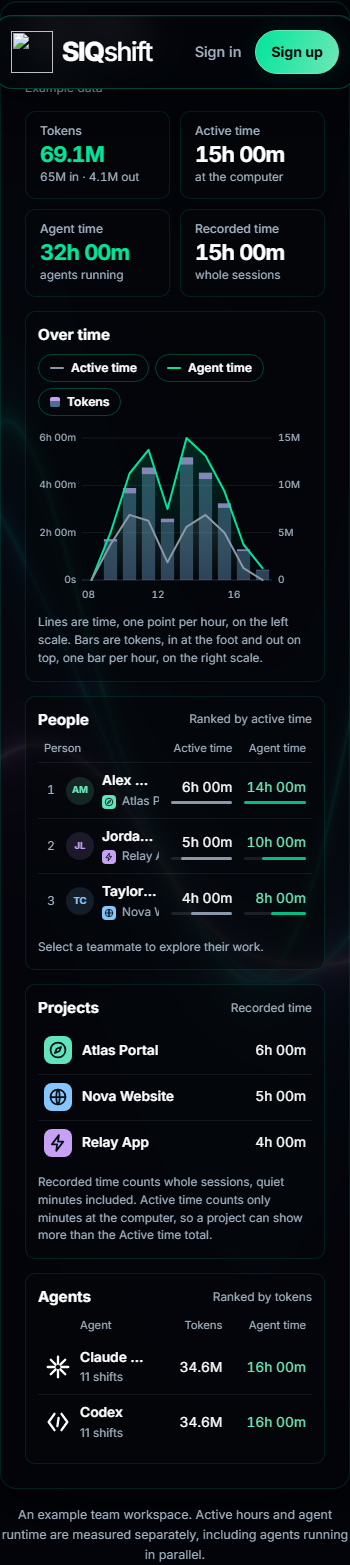 SIQshift
Sign in
Sign up
Example data
Tokens
69.1M
65M in · 4.1M out
Active time
15h 00m
at the computer
Agent time
32h 00m
agents running
Recorded time
15h 00m
whole sessions
Over time
Active time
Agent time
Tokens
6h 00m
4h 00m
2h 00m
0s
15M
10M
5M
0
08
12
16
Lines are time, one point per hour, on the left
scale. Bars are tokens, in at the foot and out on
top, one bar per hour, on the right scale.
People
Ranked by active time
Person
Active time
Agent time
1
AM
Alex ...
Atlas P
6h 00m
14h 00m
2
JL
Jorda...
Relay
5h 00m
10h 00m
3
TC
Taylor...
Nova
4h 00m
8h 00m
Select a teammate to explore their work.
Projects
Recorded time
Atlas Portal
6h 00m
Nova Website
5h 00m
Relay App
4h 00m
Recorded time counts whole sessions, quiet
minutes included. Active time counts only
minutes at the computer, so a project can show
more than the Active time total.
Agents
Ranked by tokens
Agent
Tokens
Agent time
Claude ...
11 shifts
34.6M
16h 00m
Codex
11 shifts
34.6M
16h 00m
An example team workspace. Active hours and agent
runtime are measured separately, including agents running
in parallel.